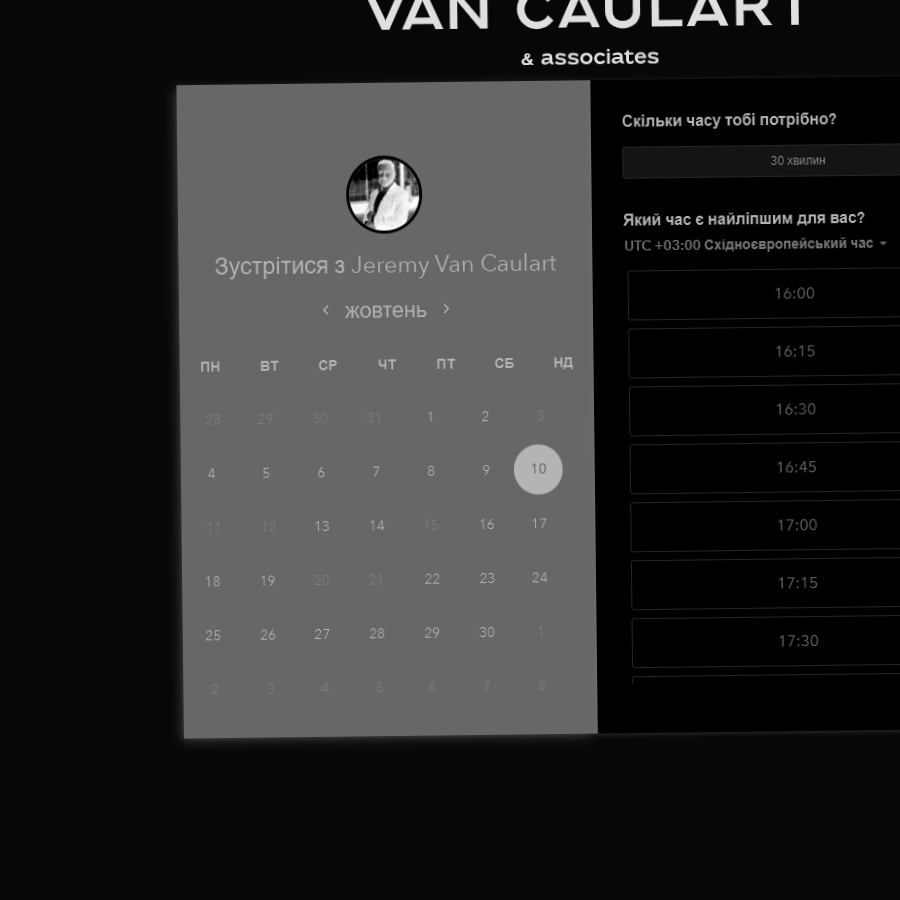 VAN CAULART
& associates
Зустрітися з Jeremy Van Caulart
‹ жовтень ›
ПН ВТ СР ЧТ ПТ СБ НД
28 29 30 31 1 2 3
4 5 6 7 8 9 10
11 12 13 14 15 16 17
18 19 20 21 22 23 24
25 26 27 28 29 30 1
2 3 4 5 6 7 8
Скільки часу тобі потрібно?
30 хвилин
Який час є найліпшим для вас?
UTC +03:00 Східноєвропейський час
16:00
16:15
16:30
16:45
17:00
17:15
17:30